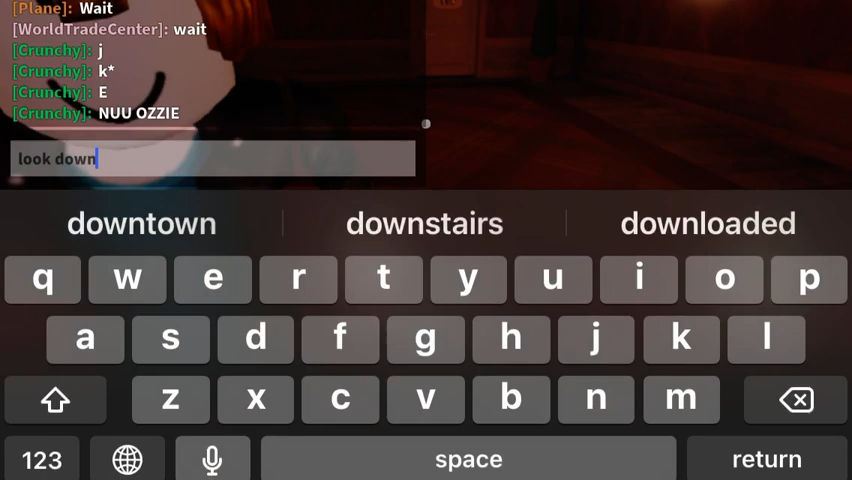 [Plane]: Wait
[WorldTradeCenter]: wait
[Crunchy]: j
[Crunchy]: k*
[Crunchy]: E
[Crunchy]: NUU OZZIE
look down
downtown downstairs downloaded
q w e r t y u i o p
a s d f g h j k l
z x c v b n m
123 space return